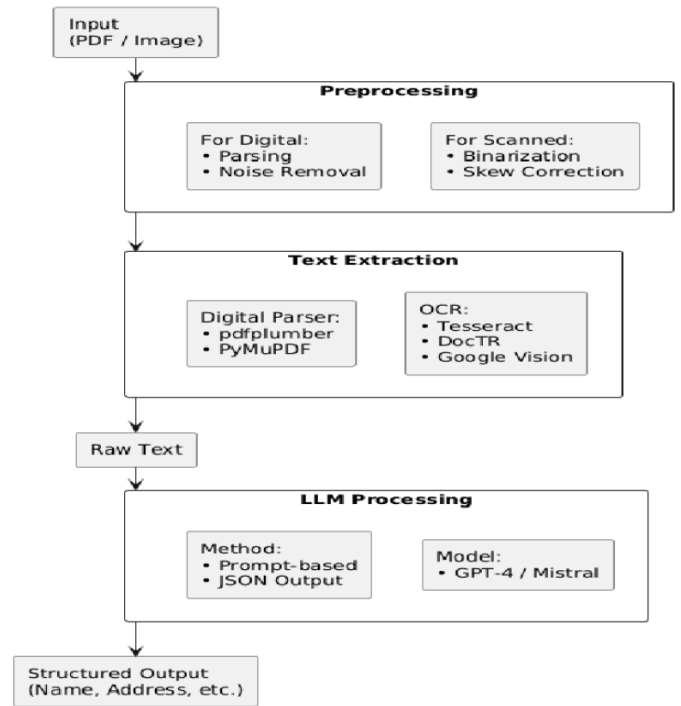 Input
(PDF / Image)
Preprocessing
For Digital:
• Parsing
• Noise Removal
For Scanned:
• Binarization
• Skew Correction
Text Extraction
Digital Parser:
• pdfplumber
• PyMuPDF
OCR:
• Tesseract
• DocTR
• Google Vision
Raw Text
LLM Processing
Method:
• Prompt-based
• JSON Output
Model:
• GPT-4 / Mistral
Structured Output
(Name, Address, etc.)